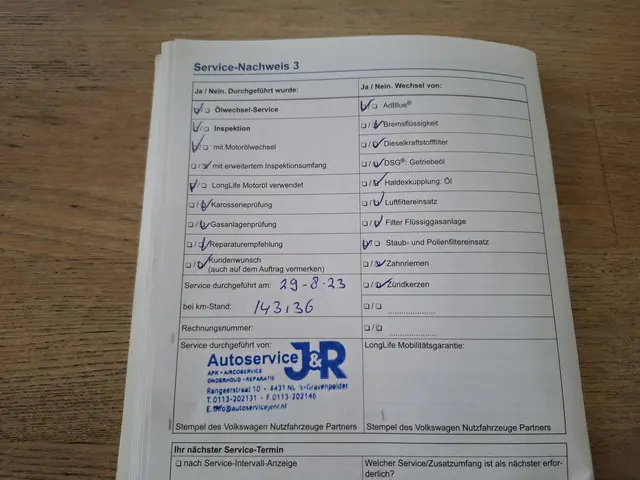 Service-Nachweis 3
Ja / Nein. Durchgeführt wurde:
Ölwechsel-Service
Inspektion
mit Motorölwechsel
mit erweitertem Inspektionsumfang
LongLife Motoröl verwendet
Karosserieprüfung
Gasanlagenprüfung
Reparaturempfehlung
Kundenwunsch
(auch auf dem Auftrag vermerken)
Service durchgeführt am: 29-8-23
bei km-Stand: 143136
Rechnungsnummer:
Service durchgeführt von:
Autoservice J&R
APK - AIRCOSERVICE
ONDERHOUD - REPARATIE
Rangeerstraat 10 - 4431 NL 's-Gravenpolder
T.0113-202131 - F.0113-202146
E.info@autoservicejenr.nl
Stempel des Volkswagen Nutzfahrzeuge Partners
Ja / Nein. Wechsel von:
AdBlue®
Bremsflüssigkeit
Dieselkraftstofffilter
DSG®: Getriebeöl
Haldexkupplung: Öl
Luftfiltereinsatz
Filter Flüssiggasanlage
Staub- und Pollenfiltereinsatz
Zahnriemen
Zündkerzen
LongLife Mobilitätsgarantie:
Stempel des Volkswagen Nutzfahrzeuge Partners
Ihr nächster Service-Termin
nach Service-Intervall-Anzeige
Welcher Service/Zusatzumfang ist als nächster erfor-
derlich?